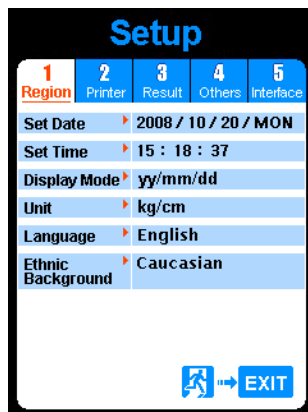 Setup
1 2 3 4 5
Region Printer Result Others Interface
Set Date 2008 / 10 / 20 / MON
Set Time 15 : 18 : 37
Display Mode yy/mm/dd
Unit kg/cm
Language English
Ethnic Background Caucasian
EXIT